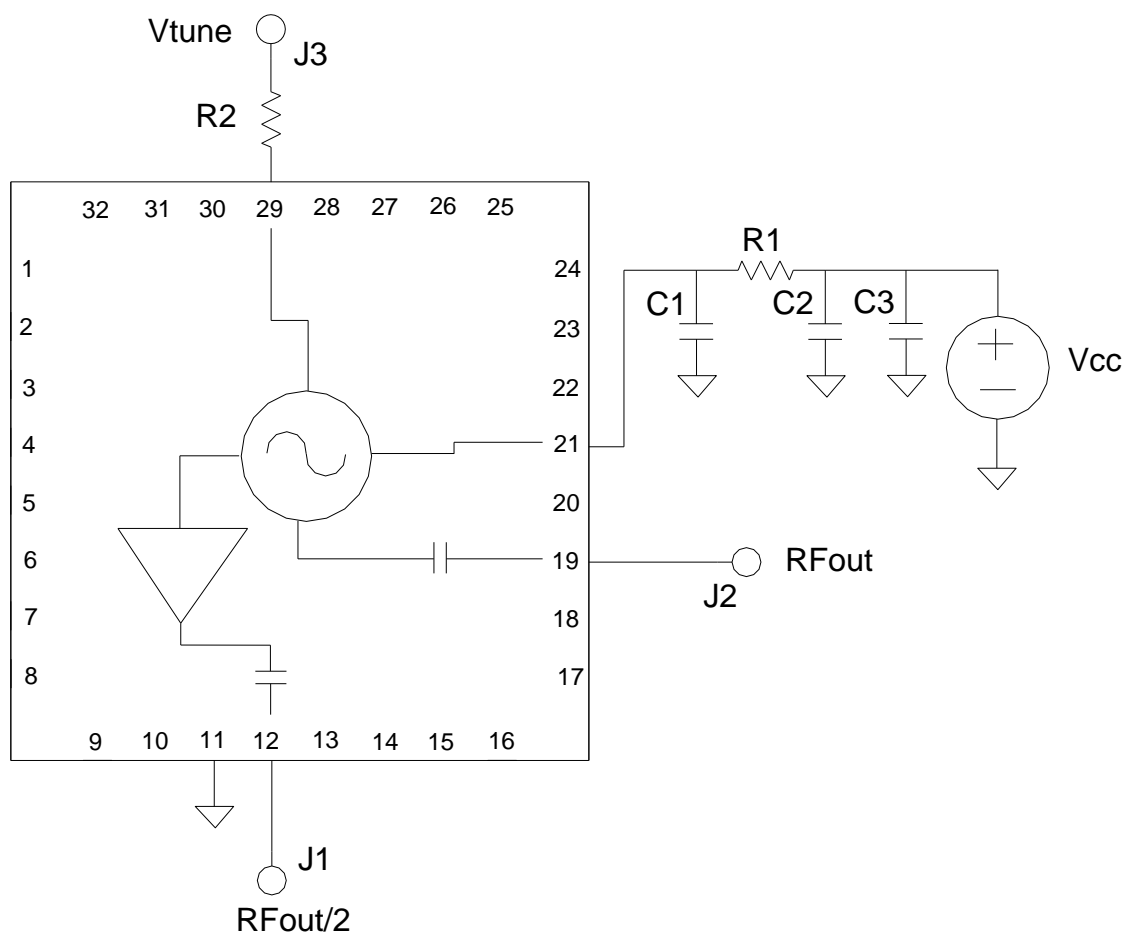 Vtune
J3
R2
32 31 30 29 28 27 26 25
R1
1 24
C1 C2 C3
2 23
Vcc
3 22
4 21
5 20
6 19 RFout
J2
7 18
8 17
9 10 11 12 13 14 15 16
J1
RFout/2